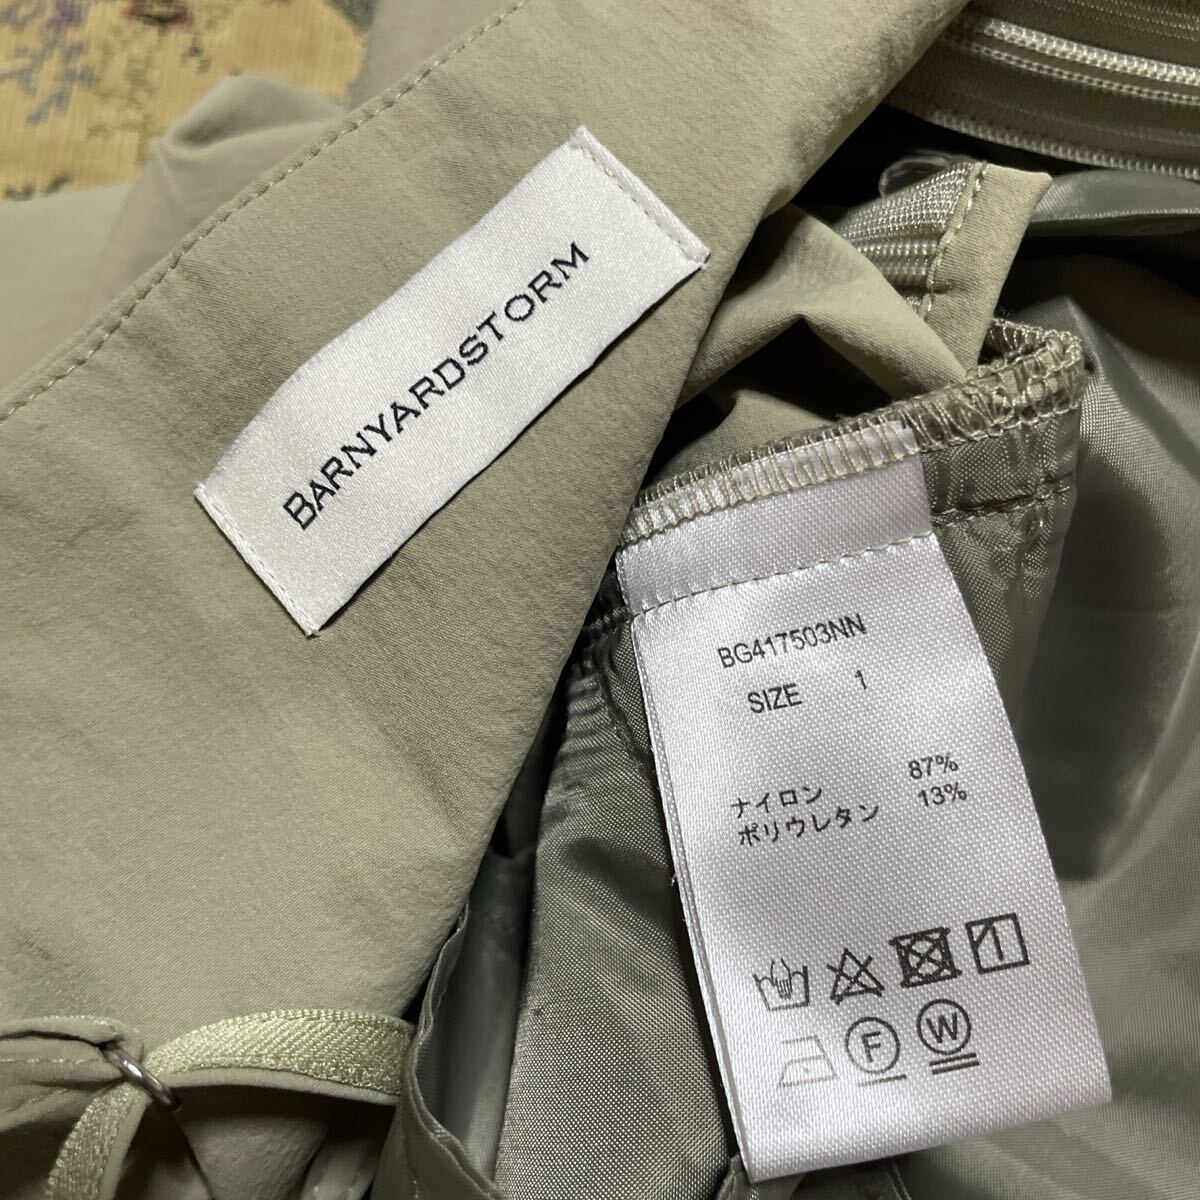 BARNYARDSTORM
BG417503NN
SIZE 1
ナイロン 87%
ポリウレタン 13%
F W